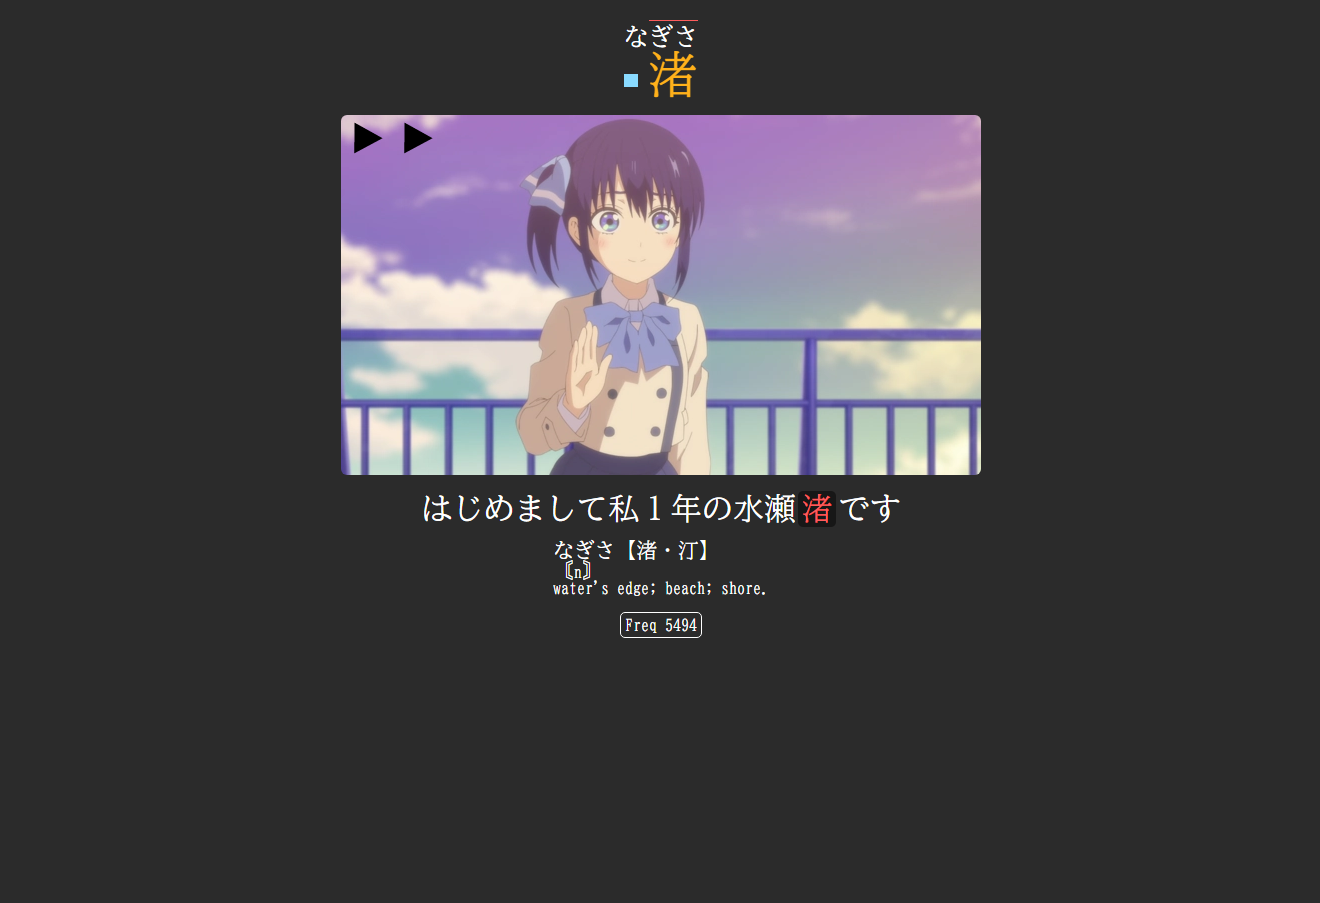 なぎさ
渚
はじめまして私１年の水瀬渚です
なぎさ【渚・汀】
〘n〙
water's edge; beach; shore.
Freq 5494